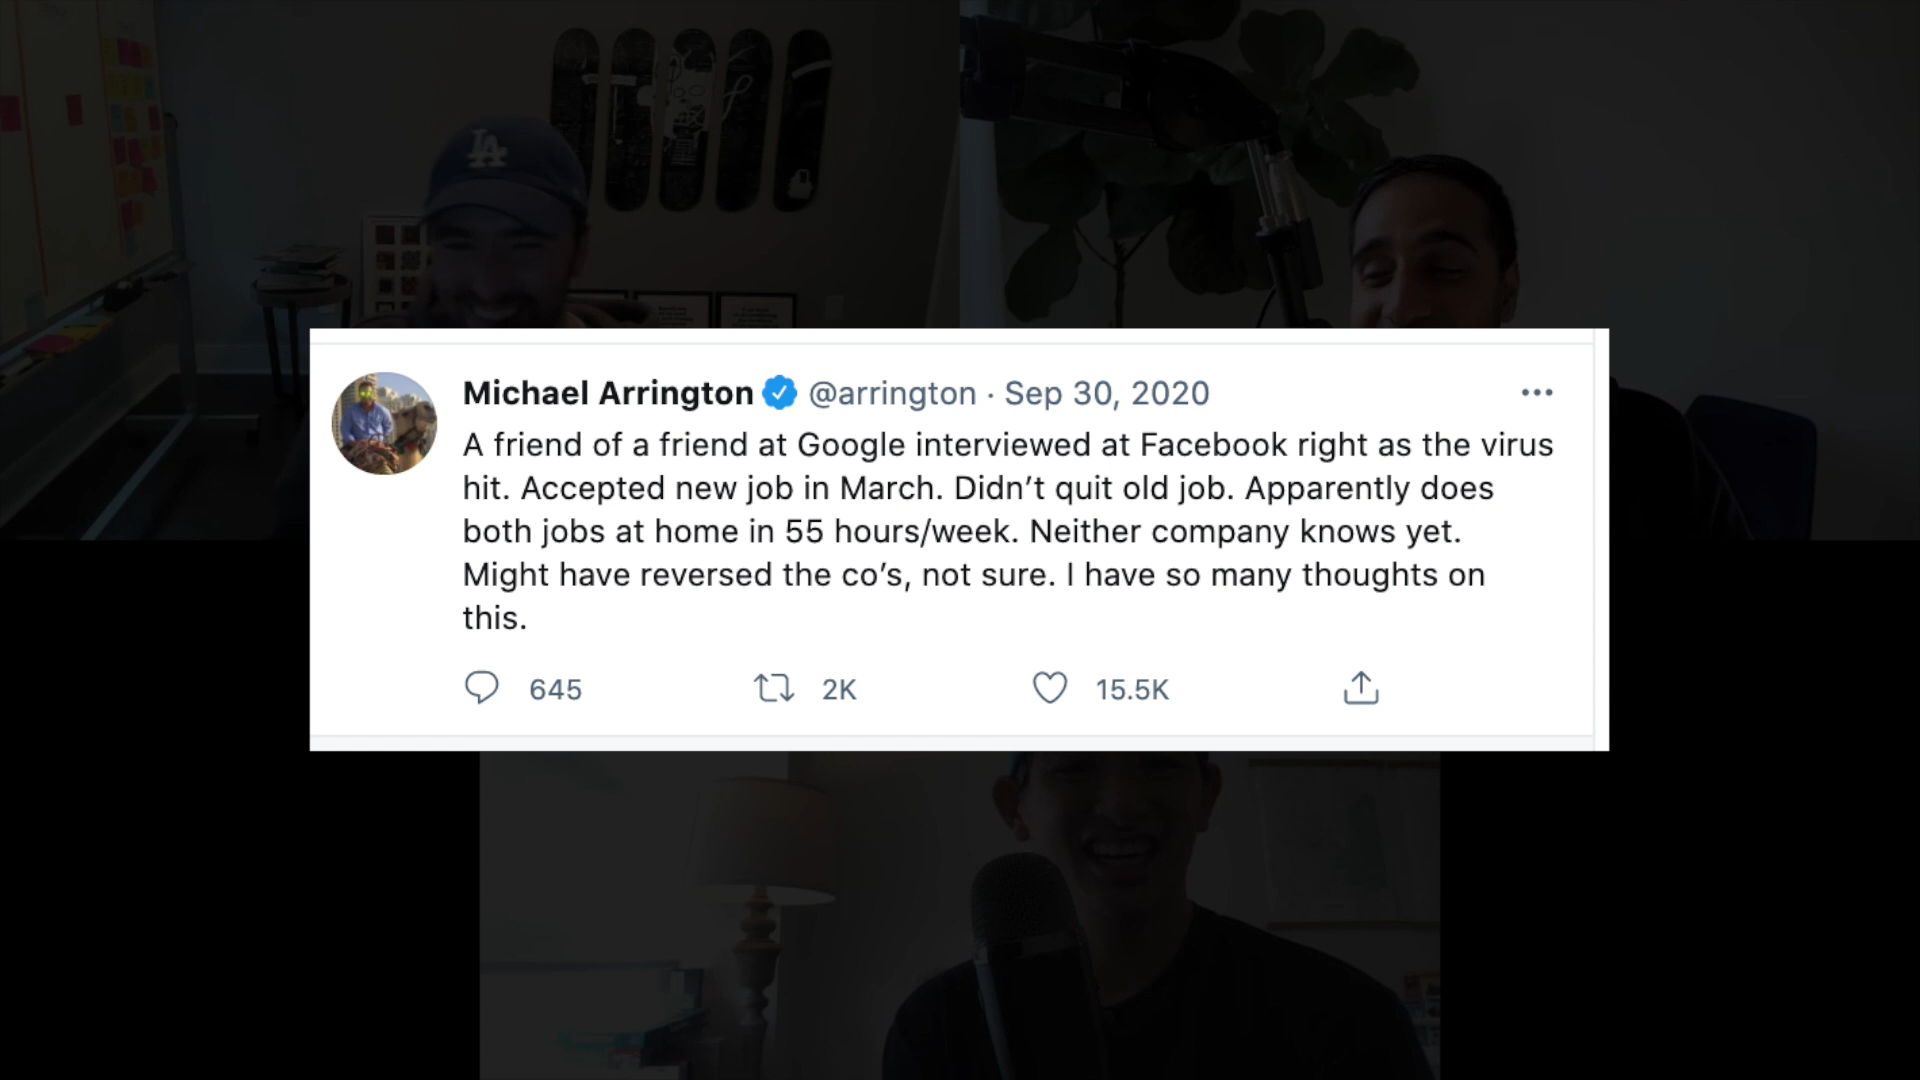 LA
Michael Arrington @arrington · Sep 30, 2020
A friend of a friend at Google interviewed at Facebook right as the virus
hit. Accepted new job in March. Didn’t quit old job. Apparently does
both jobs at home in 55 hours/week. Neither company knows yet.
Might have reversed the co’s, not sure. I have so many thoughts on
this.
645 2K 15.5K